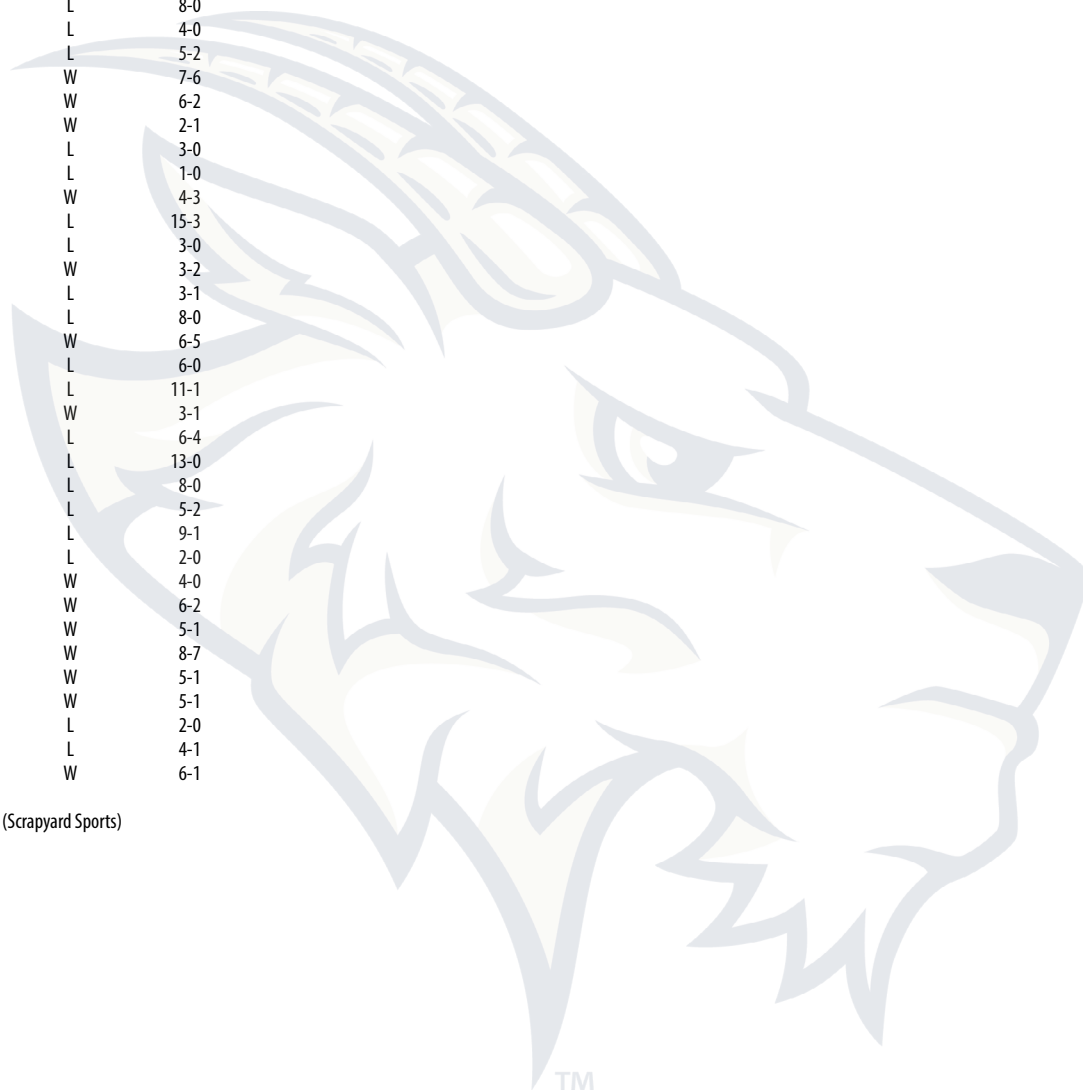 L 8-0
L 4-0
L 5-2
W 7-6
W 6-2
W 2-1
L 3-0
L 1-0
W 4-3
L 15-3
L 3-0
W 3-2
L 3-1
L 8-0
W 6-5
L 6-0
L 11-1
W 3-1
L 6-4
L 13-0
L 8-0
L 5-2
L 9-1
L 2-0
W 4-0
W 6-2
W 5-1
W 8-7
W 5-1
W 5-1
L 2-0
L 4-1
W 6-1
(Scrapyard Sports)
TM